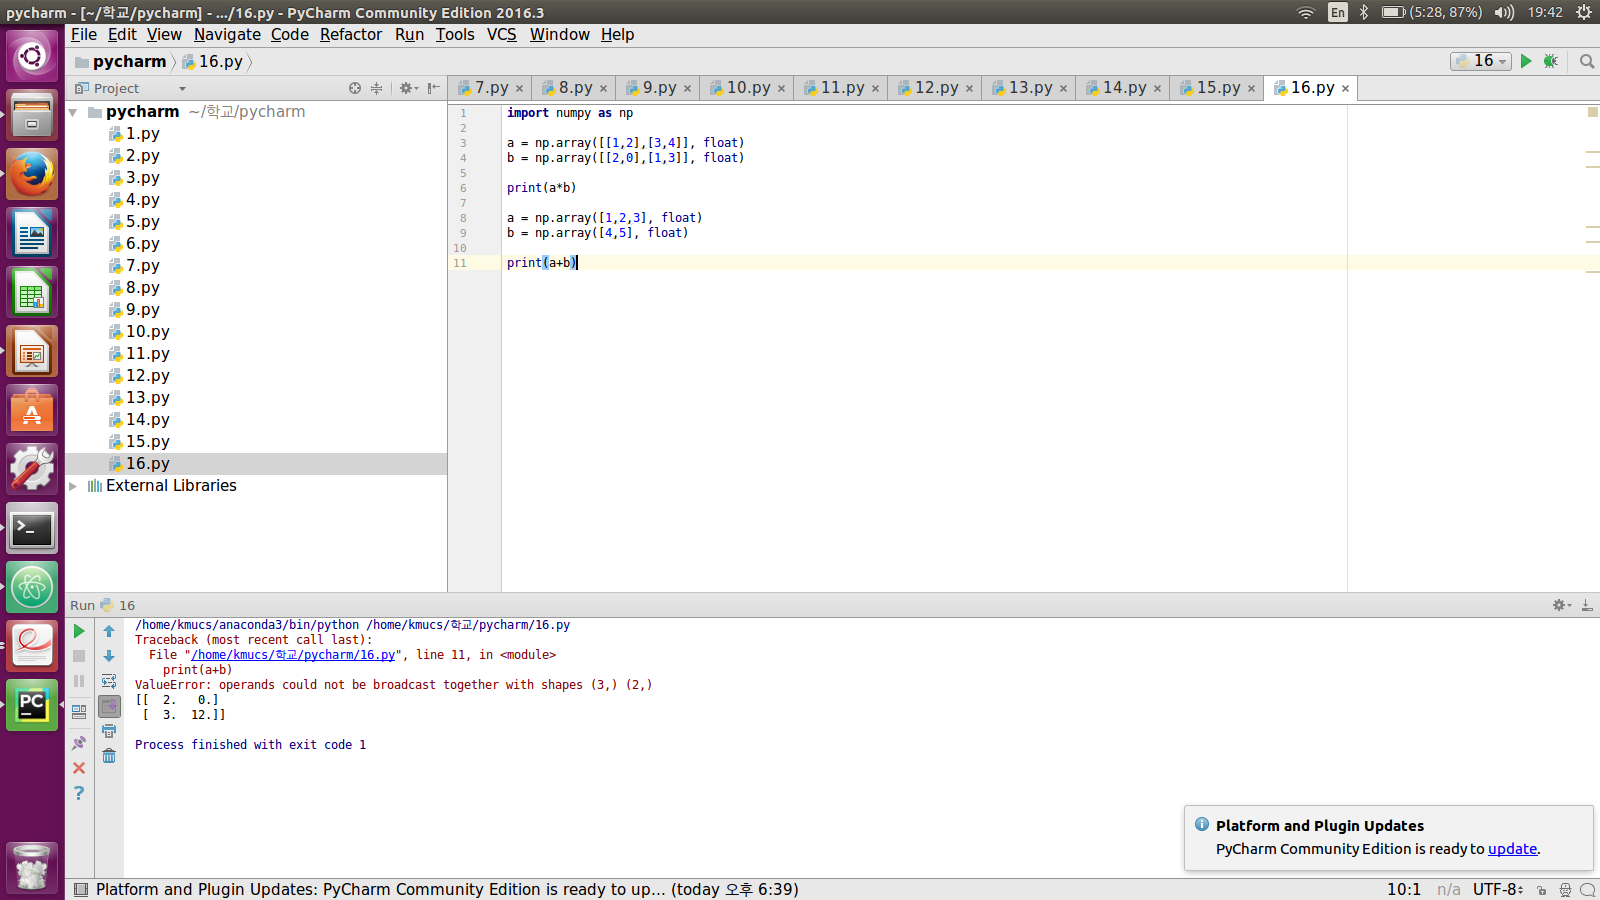 pycharm - [~/학교/pycharm] - .../16.py - PyCharm Community Edition 2016.3
En
(5:28, 87%)
19:42
File Edit View Navigate Code Refactor Run Tools VCS Window Help
pycharm
16.py
16
Project
7.py
8.py
9.py
10.py
11.py
12.py
13.py
14.py
15.py
16.py
pycharm ~/학교/pycharm
1.py
2.py
3.py
4.py
5.py
6.py
7.py
8.py
9.py
10.py
11.py
12.py
13.py
14.py
15.py
16.py
External Libraries
1 import numpy as np
2
3 a = np.array([[1,2],[3,4]], float)
4 b = np.array([[2,0],[1,3]], float)
5
6 print(a*b)
7
8 a = np.array([1,2,3], float)
9 b = np.array([4,5], float)
10
11 print(a+b)
Run 16
/home/kmucs/anaconda3/bin/python /home/kmucs/학교/pycharm/16.py
Traceback (most recent call last):
File "/home/kmucs/학교/pycharm/16.py", line 11, in <module>
print(a+b)
ValueError: operands could not be broadcast together with shapes (3,) (2,)
[[  2.   0.]
[  3.  12.]]
Process finished with exit code 1
PC
Platform and Plugin Updates
PyCharm Community Edition is ready to update.
Platform and Plugin Updates: PyCharm Community Edition is ready to up... (today 오후 6:39)
10:1
n/a
UTF-8